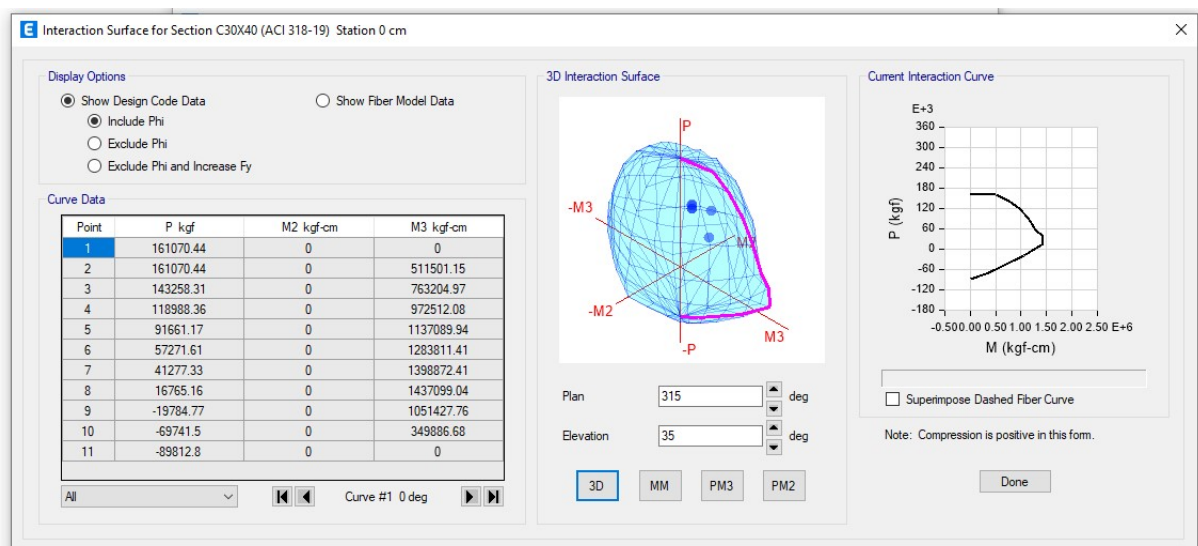 E Interaction Surface for Section C30X40 (ACI 318-19) Station 0 cm
Display Options
Show Design Code Data Show Fiber Model Data
Include Phi
Exclude Phi
Exclude Phi and Increase Fy
Curve Data
Point P kgf M2 kgf-cm M3 kgf-cm
1 161070.44 0 0
2 161070.44 0 511501.15
3 143258.31 0 763204.97
4 118988.36 0 972512.08
5 91661.17 0 1137089.94
6 57271.61 0 1283811.41
7 41277.33 0 1398872.41
8 16765.16 0 1437099.04
9 -19784.77 0 1051427.76
10 -69741.5 0 349886.68
11 -89812.8 0 0
All Curve #1 0 deg
3D Interaction Surface
P
-M3
M2
-M2
M3
-P
Plan 315 deg
Elevation 35 deg
3D MM PM3 PM2
Current Interaction Curve
E+3
360
300
240
180
120
60
0
-60
-120
-180
P (kgf)
-0.50 0.00 0.50 1.00 1.50 2.00 2.50 E+6
M (kgf-cm)
Superimpose Dashed Fiber Curve
Note: Compression is positive in this form.
Done